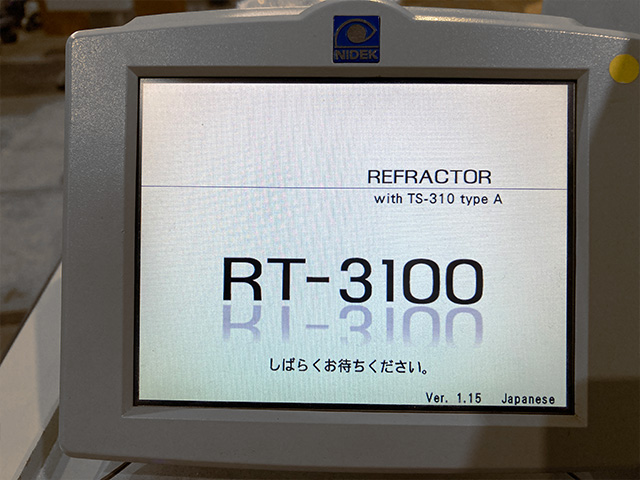 NIDEK
REFRACTOR
with TS-310 type A
RT-3100
しばらくお待ちください。
Ver. 1.15 Japanese